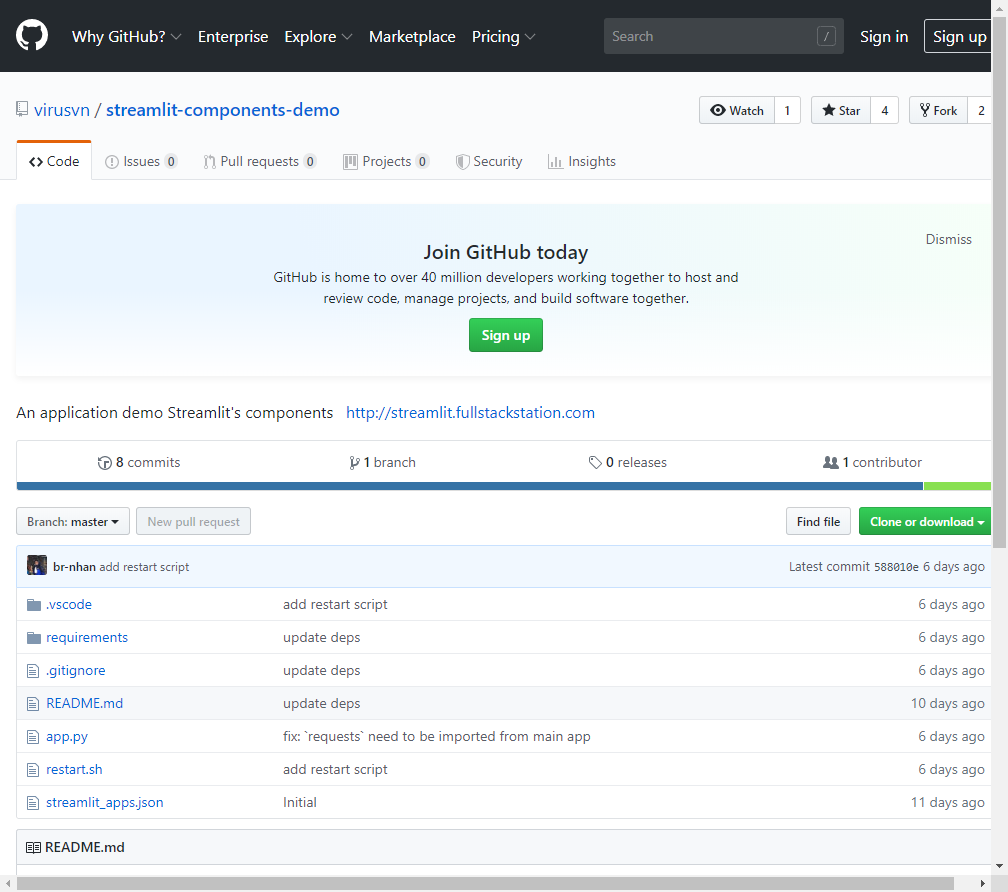 Why GitHub? Enterprise Explore Marketplace Pricing Search / Sign in Sign up
virusvn / streamlit-components-demo Watch 1 Star 4 Fork 2
Code Issues 0 Pull requests 0 Projects 0 Security Insights
Dismiss
Join GitHub today
GitHub is home to over 40 million developers working together to host and
review code, manage projects, and build software together.
Sign up
An application demo Streamlit's components http://streamlit.fullstackstation.com
8 commits 1 branch 0 releases 1 contributor
Branch: master New pull request Find file Clone or download
br-nhan add restart script Latest commit 588010e 6 days ago
.vscode add restart script 6 days ago
requirements update deps 6 days ago
.gitignore update deps 6 days ago
README.md update deps 10 days ago
app.py fix: `requests` need to be imported from main app 6 days ago
restart.sh add restart script 6 days ago
streamlit_apps.json Initial 11 days ago
README.md